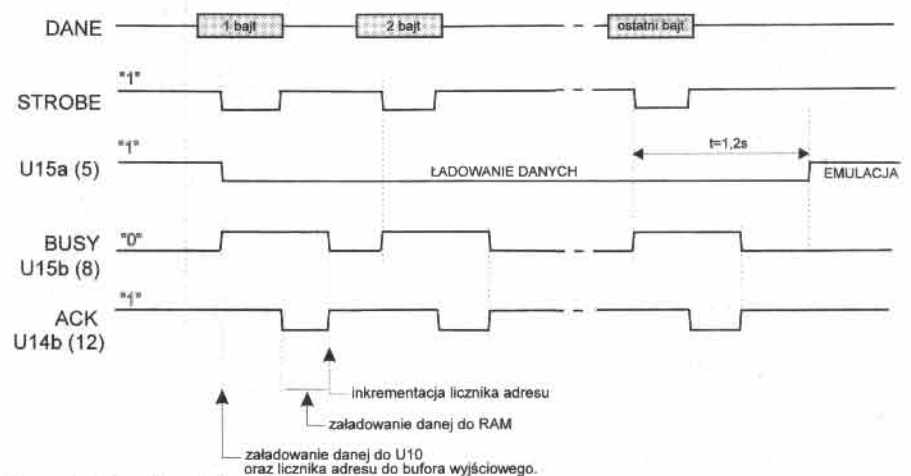 DANE
1 bajt
2 bajt
ostatni bajt
STROBE
"1"
t=1,2s
U15a (5)
"1"
ŁADOWANIE DANYCH
EMULACJA
BUSY
U15b (8)
"0"
ACK
U14b (12)
"1"
inkrementacja licznika adresu
załadowanie danej do RAM
załadowanie danej do U10
oraz licznika adresu do bufora wyjściowego.